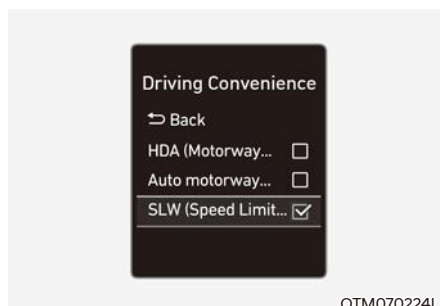 Driving Convenience
Back
HDA (Motorway...
Auto motorway...
SLW (Speed Limit...
OTM070224L